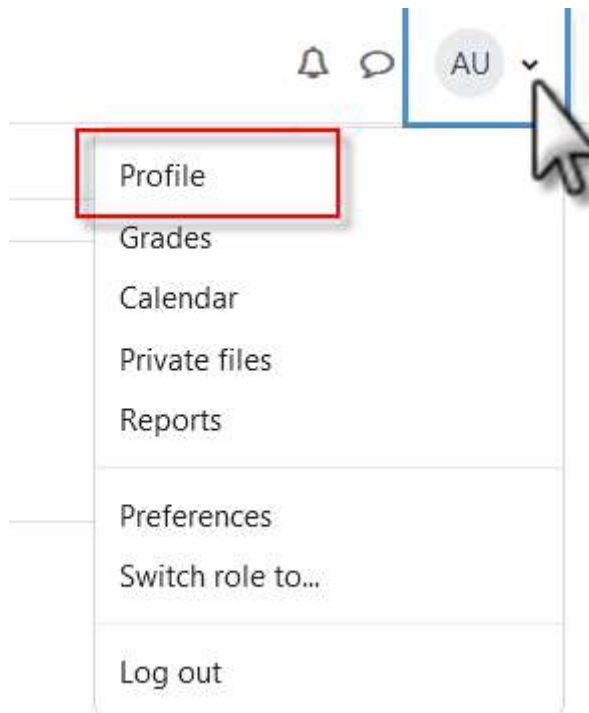 AU
Profile
Grades
Calendar
Private files
Reports
Preferences
Switch role to...
Log out